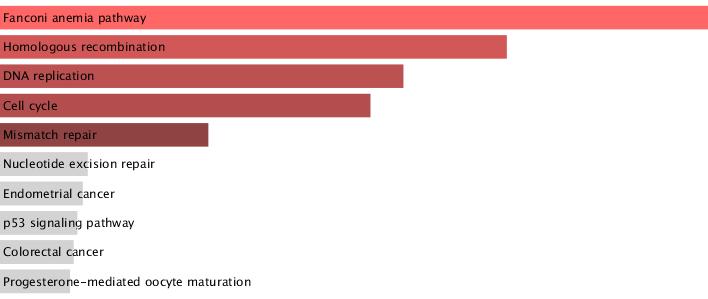 Fanconi anemia pathway
Homologous recombination
DNA replication
Cell cycle
Mismatch repair
Nucleotide excision repair
Endometrial cancer
p53 signaling pathway
Colorectal cancer
Progesterone-mediated oocyte maturation